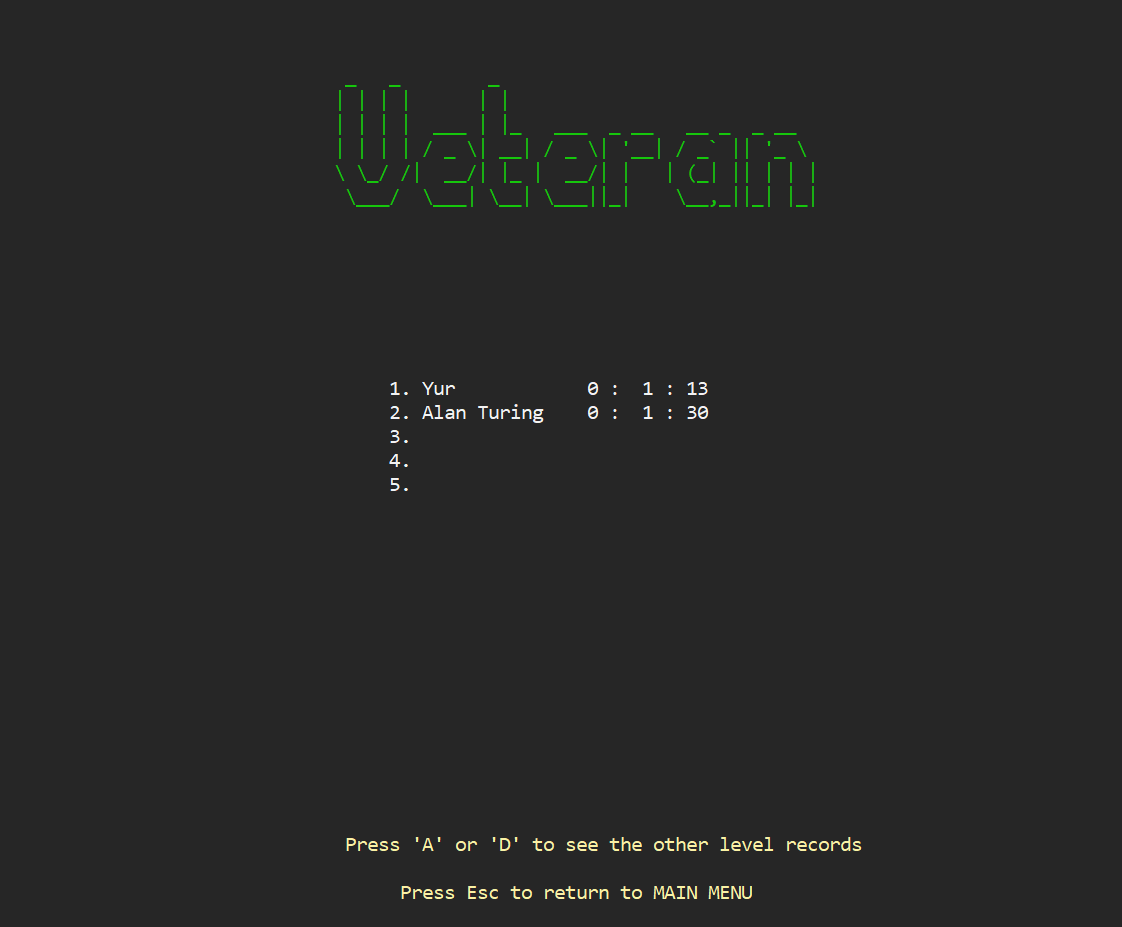 Veteran
1. Yur 0 : 1 : 13
2. Alan Turing 0 : 1 : 30
3.
4.
5.
Press 'A' or 'D' to see the other level records
Press Esc to return to MAIN MENU